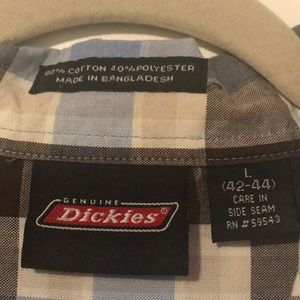 60% COTTON 40% POLYESTER
MADE IN BANGLADESH
GENUINE
Dickies
L
(42-44)
CARE IN
SIDE SEAM
RN # 59543